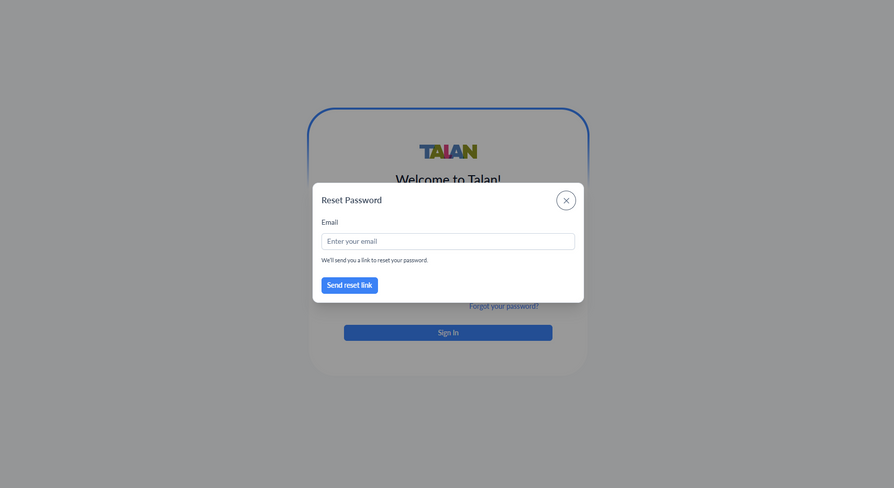 TALAN
Welcome to Talan!
Reset Password
Email
Enter your email
We'll send you a link to reset your password.
Send reset link
Forgot your password?
Sign In